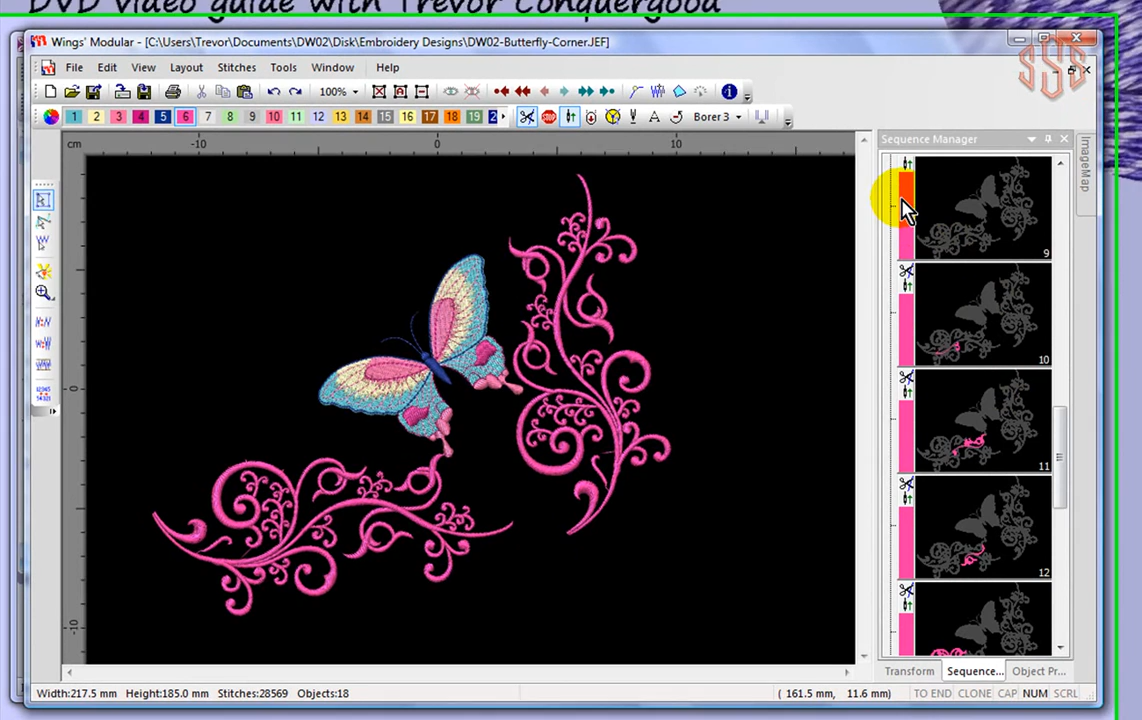 DVD video guide with Trevor Conquergood
Wings' Modular - [C:\Users\Trevor\Documents\DW02\Disk\Embroidery Designs\DW02-Butterfly-Corner.JEF]
SSS
File Edit View Layout Stitches Tools Window Help
100%
1 2 3 4 5 6 7 8 9 10 11 12 13 14 15 16 17 18 19 2 Borer 3
cm -10 0 10
Sequence Manager
ImageMap
9
10
11
0
12
-10
Transform Sequence... Object Pr...
Width:217.5 mm Height:185.0 mm Stitches:28569 Objects:18 ( 161.5 mm, 11.6 mm) TO END CLONE CAP NUM SCRL